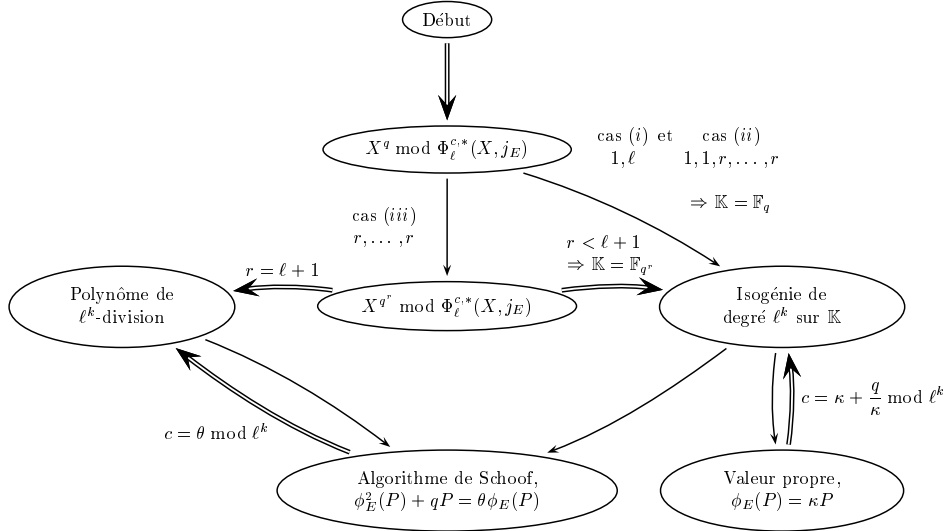 Début
X^q mod Φ_ℓ^{c,*}(X, j_E)
cas (i) et cas (ii)
1, ℓ 1, 1, r, . . . , r
⇒ 𝕂 = 𝔽_q
cas (iii)
r, . . . , r
r = ℓ + 1
r < ℓ + 1
⇒ 𝕂 = 𝔽_{q^r}
Polynôme de
ℓ^k-division
X^{q^r} mod Φ_ℓ^{c,*}(X, j_E)
Isogénie de
degré ℓ^k sur 𝕂
c = θ mod ℓ^k
c = κ + q/κ mod ℓ^k
Algorithme de Schoof,
ϕ_E^2(P) + qP = θϕ_E(P)
Valeur propre,
ϕ_E(P) = κP